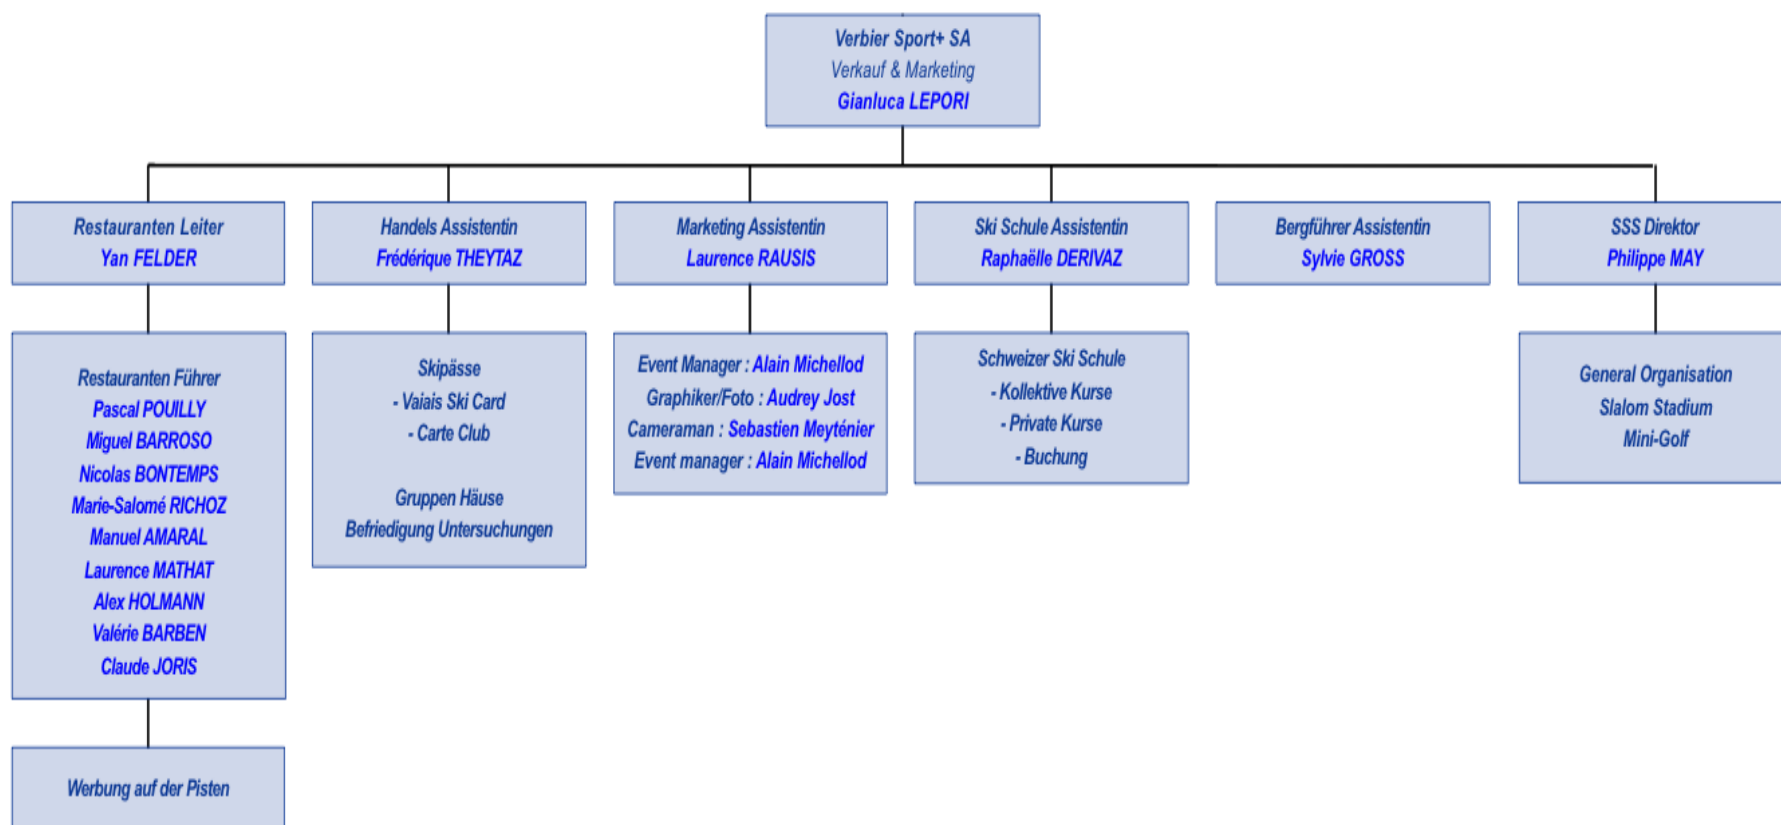 Verbier Sport+ SA
Verkauf & Marketing
Gianluca LEPORI
Restauranten Leiter
Yan FELDER
Handels Assistentin
Frédérique THEYTAZ
Marketing Assistentin
Laurence RAUSIS
Ski Schule Assistentin
Raphaëlle DERIVAZ
Bergführer Assistentin
Sylvie GROSS
SSS Direktor
Philippe MAY
Restauranten Führer
Pascal POUILLY
Miguel BARROSO
Nicolas BONTEMPS
Marie-Salomé RICHOZ
Manuel AMARAL
Laurence MATHAT
Alex HOLMANN
Valérie BARBEN
Claude JORIS
Skipässe
- Vaiais Ski Card
- Carte Club
Gruppen Häuse
Befriedigung Untersuchungen
Event Manager : Alain Michellod
Graphiker/Foto : Audrey Jost
Cameraman : Sebastien Meyténier
Event manager : Alain Michellod
Schweizer Ski Schule
- Kollektive Kurse
- Private Kurse
- Buchung
General Organisation
Slalom Stadium
Mini-Golf
Werbung auf der Pisten